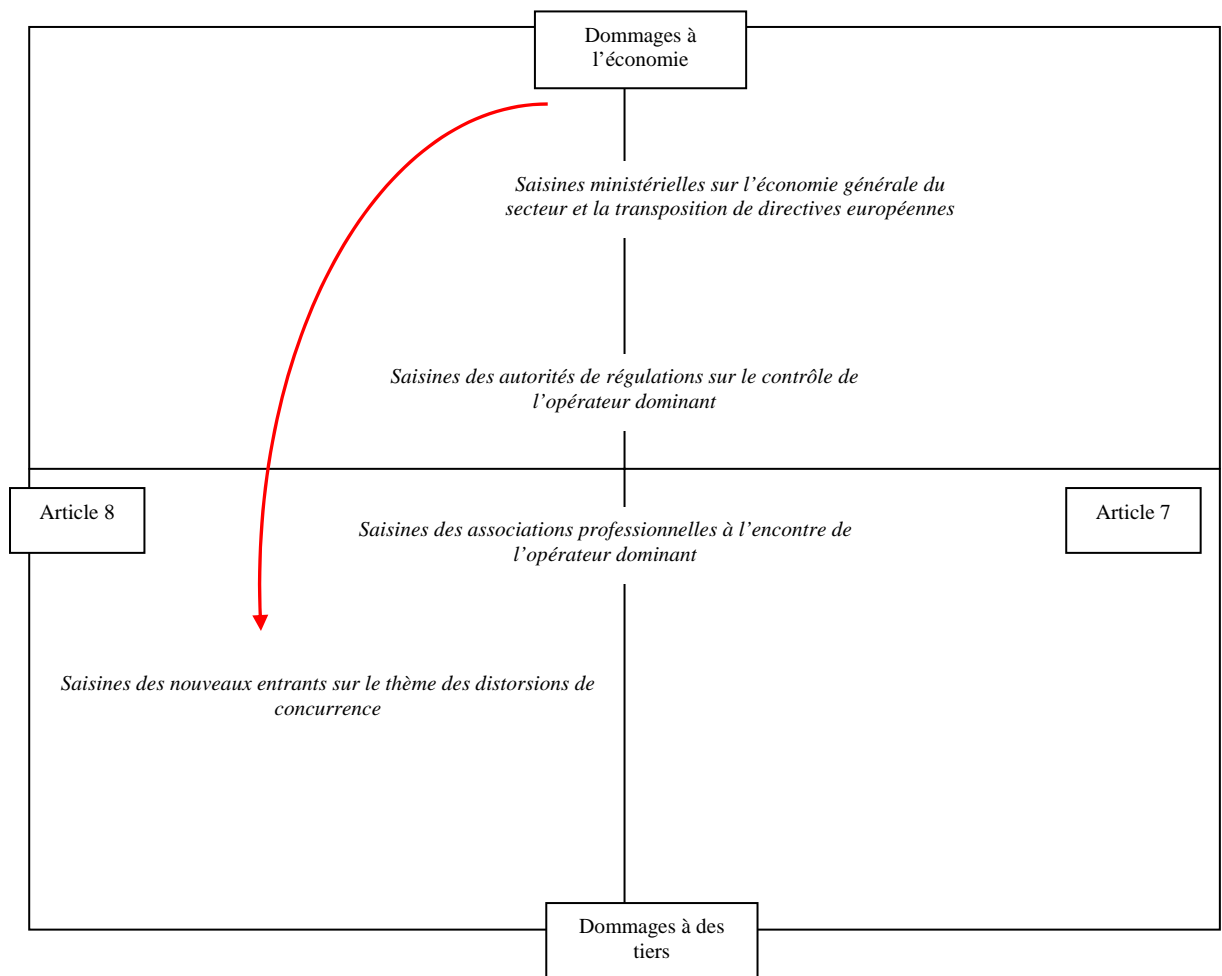 Dommages à
l’économie
Saisines ministérielles sur l’économie générale du
secteur et la transposition de directives européennes
Saisines des autorités de régulations sur le contrôle de
l’opérateur dominant
Article 8
Article 7
Saisines des associations professionnelles à l’encontre de
l’opérateur dominant
Saisines des nouveaux entrants sur le thème des distorsions de
concurrence
Dommages à des
tiers